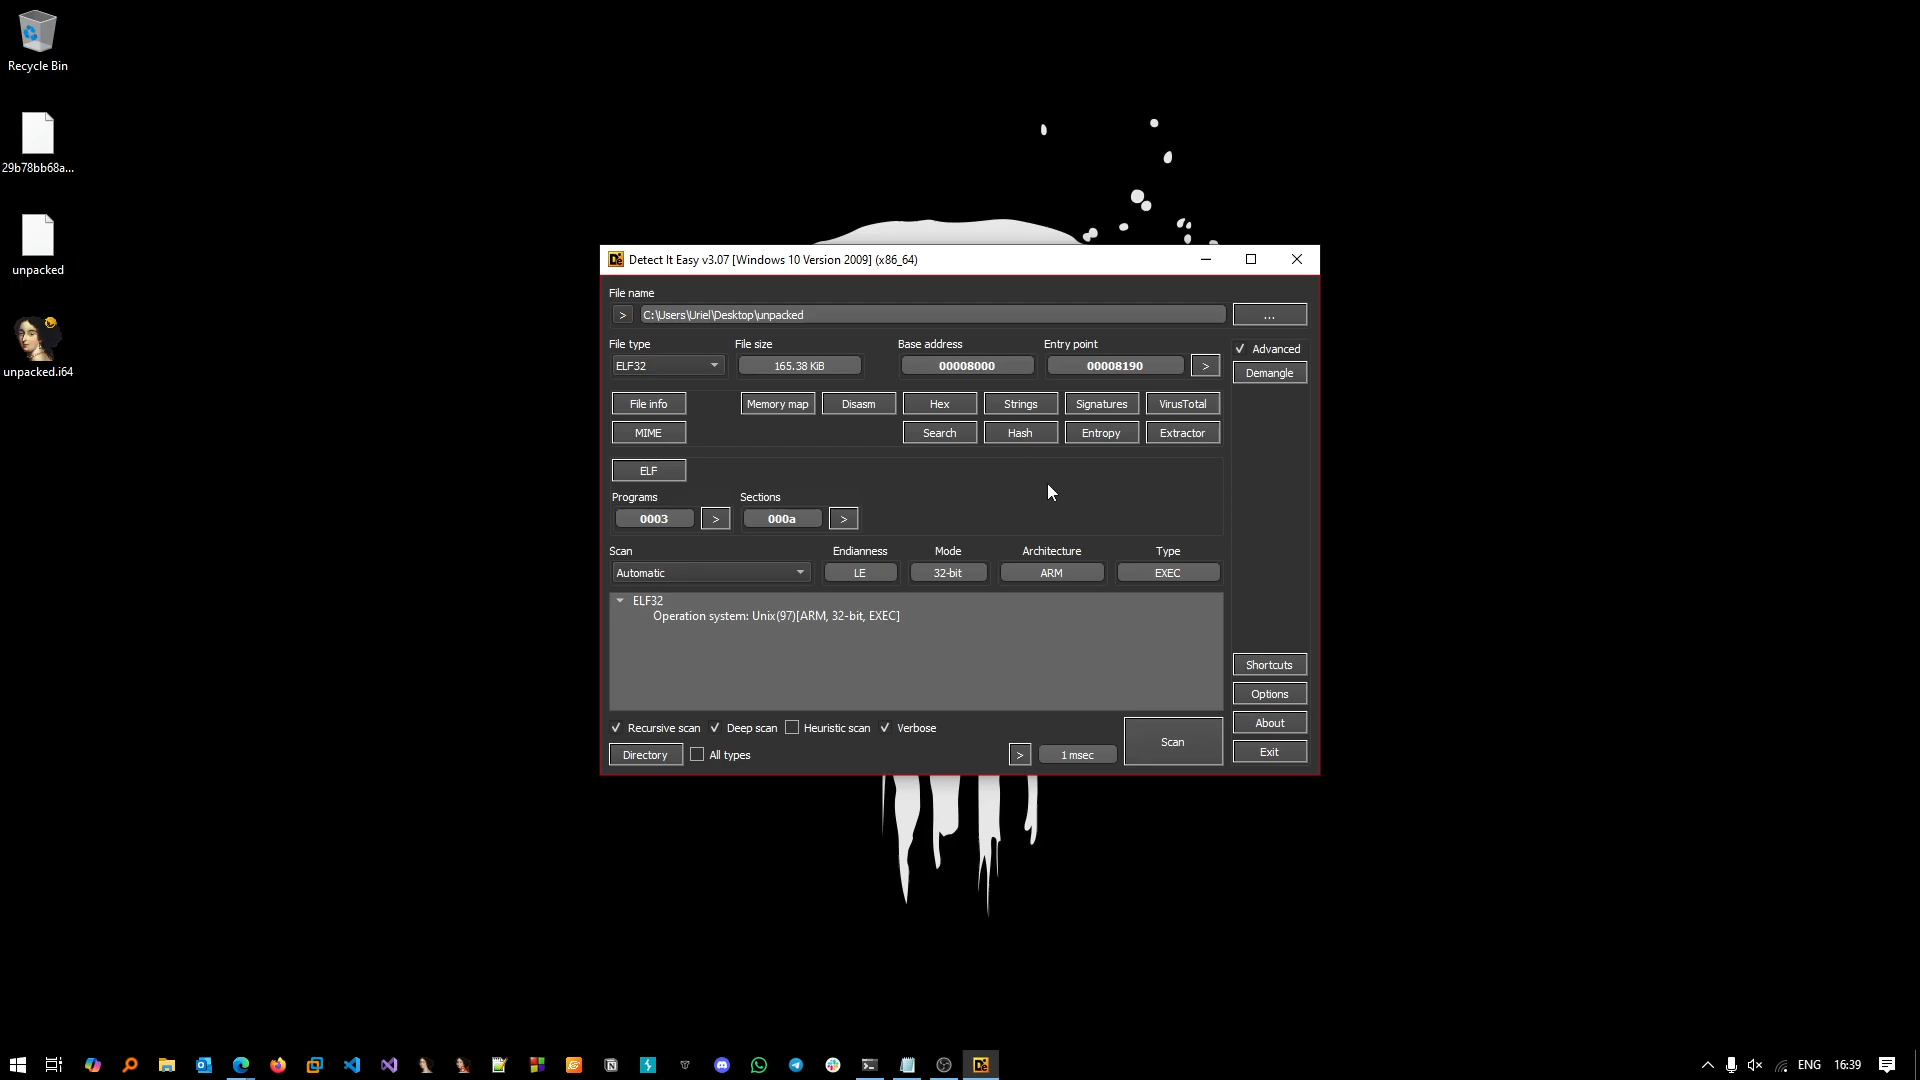 Recycle Bin
29b78bb68a...
unpacked
unpacked.i64
Detect It Easy v3.07 [Windows 10 Version 2009] (x86_64)
File name
> C:\Users\Uriel\Desktop\unpacked ...
File type File size Base address Entry point Advanced
ELF32 165.38 KiB 00008000 00008190 > Demangle
File info Memory map Disasm Hex Strings Signatures VirusTotal
MIME Search Hash Entropy Extractor
ELF
Programs Sections
0003 > 000a >
Scan Endianness Mode Architecture Type
Automatic LE 32-bit ARM EXEC
ELF32
Operation system: Unix(97)[ARM, 32-bit, EXEC]
Shortcuts
Options
Recursive scan Deep scan Heuristic scan Verbose Scan About
Directory All types > 1 msec Exit
ENG 16:39